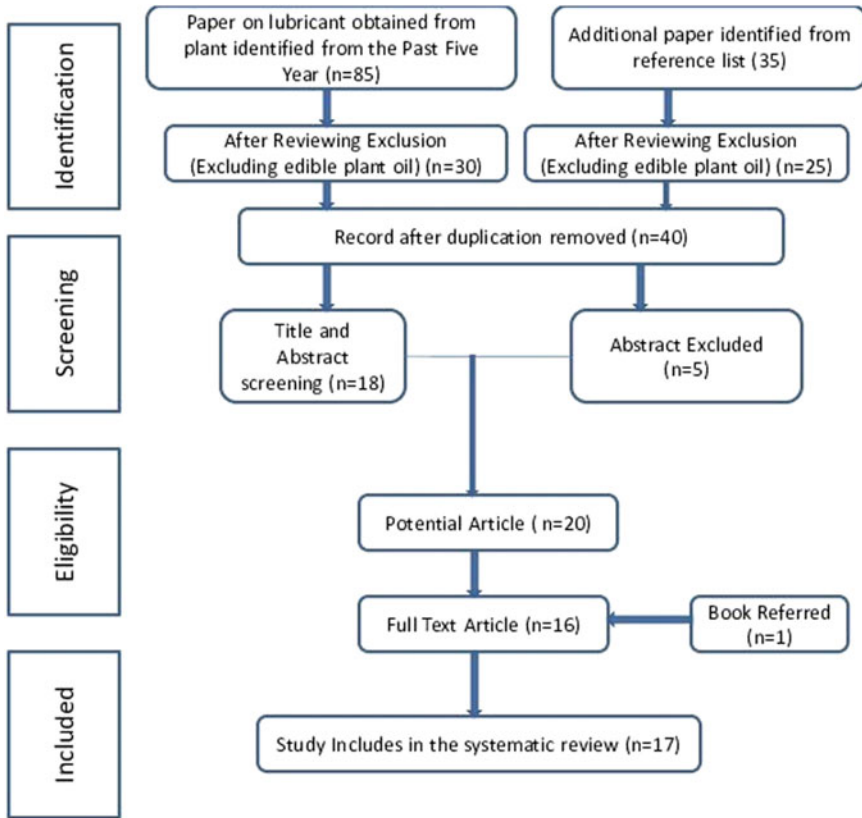 Identification
Paper on lubricant obtained from
plant identified from the Past Five
Year (n=85)
Additional paper identified from
reference list (35)
After Reviewing Exclusion
(Excluding edible plant oil) (n=30)
After Reviewing Exclusion
(Excluding edible plant oil) (n=25)
Screening
Record after duplication removed (n=40)
Title and
Abstract
screening (n=18)
Abstract Excluded
(n=5)
Eligibility
Potential Article ( n=20)
Full Text Article (n=16)
Book Referred
(n=1)
Included
Study Includes in the systematic review (n=17)